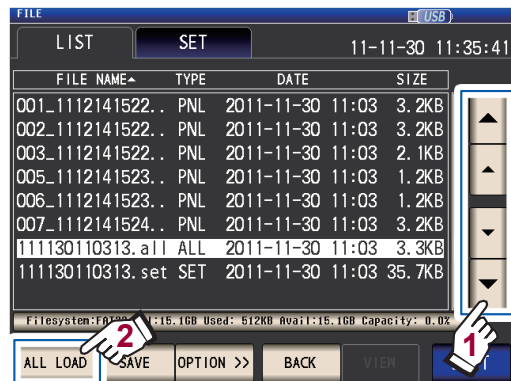 FILE
USB
LIST SET 11-11-30 11:35:41
FILE NAME TYPE DATE SIZE
001_1112141522.. PNL 2011-11-30 11:03 3.2KB
002_1112141522.. PNL 2011-11-30 11:03 3.2KB
003_1112141522.. PNL 2011-11-30 11:03 2.1KB
005_1112141523.. PNL 2011-11-30 11:03 1.2KB
006_1112141523.. PNL 2011-11-30 11:03 1.2KB
007_1112141524.. PNL 2011-11-30 11:03 3.2KB
111130110313.all ALL 2011-11-30 11:03 3.3KB
111130110313.set SET 2011-11-30 11:03 35.7KB
:15.1GB Used: 512KB Avail:15.1GB Capacity: 0.0%
2
1
ALL LOAD SAVE OPTION >> BACK VIEW